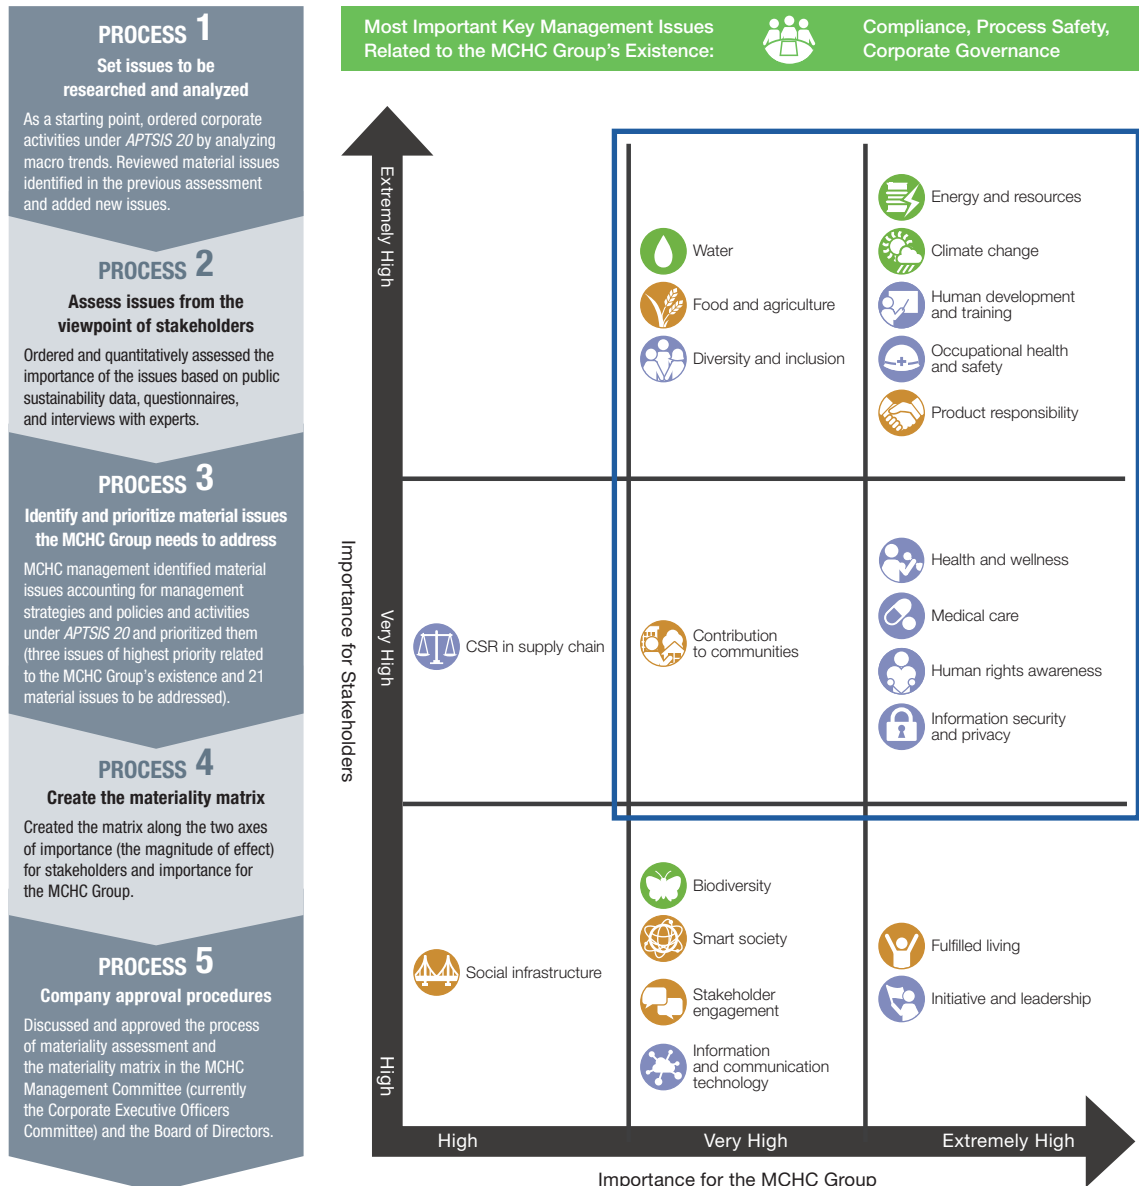 PROCESS 1
Set issues to be
researched and analyzed
As a starting point, ordered corporate
activities under APTSIS 20 by analyzing
macro trends. Reviewed material issues
identified in the previous assessment
and added new issues.
PROCESS 2
Assess issues from the
viewpoint of stakeholders
Ordered and quantitatively assessed the
importance of the issues based on public
sustainability data, questionnaires,
and interviews with experts.
PROCESS 3
Identify and prioritize material issues
the MCHC Group needs to address
MCHC management identified material
issues accounting for management
strategies and policies and activities
under APTSIS 20 and prioritized them
(three issues of highest priority related
to the MCHC Group's existence and 21
material issues to be addressed).
PROCESS 4
Create the materiality matrix
Created the matrix along the two axes
of importance (the magnitude of effect)
for stakeholders and importance for
the MCHC Group.
PROCESS 5
Company approval procedures
Discussed and approved the process
of materiality assessment and
the materiality matrix in the MCHC
Management Committee (currently
the Corporate Executive Officers
Committee) and the Board of Directors.
Most Important Key Management Issues
Related to the MCHC Group's Existence:
Compliance, Process Safety,
Corporate Governance
Importance for Stakeholders
Extremely High
Water
Food and agriculture
Diversity and inclusion
Energy and resources
Climate change
Human development
and training
Occupational health
and safety
Product responsibility
Very High
CSR in supply chain
Contribution
to communities
Health and wellness
Medical care
Human rights awareness
Information security
and privacy
High
Social infrastructure
Biodiversity
Smart society
Stakeholder
engagement
Information
and communication
technology
Fulfilled living
Initiative and leadership
High
Very High
Extremely High
Importance for the MCHC Group